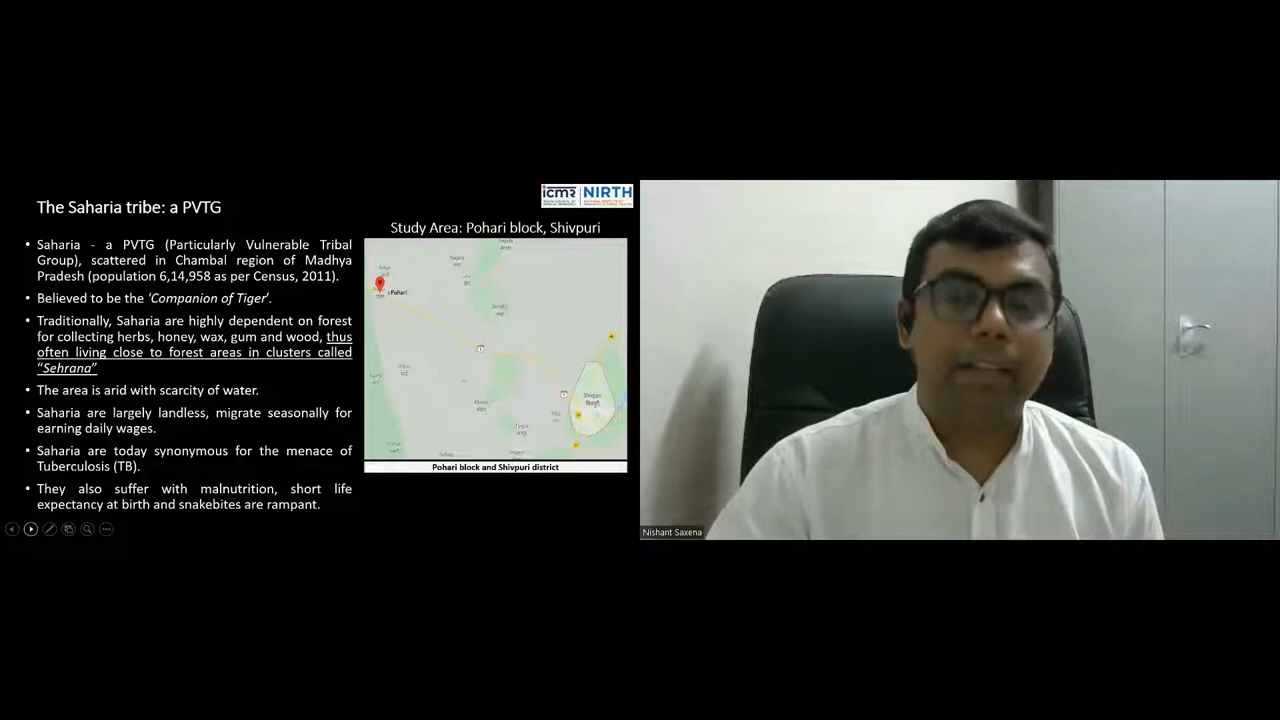 The Saharia tribe: a PVTG
• Saharia - a PVTG (Particularly Vulnerable Tribal
Group), scattered in Chambal region of Madhya
Pradesh (population 6,14,958 as per Census, 2011).
• Believed to be the 'Companion of Tiger'.
• Traditionally, Saharia are highly dependent on forest
for collecting herbs, honey, wax, gum and wood, thus
often living close to forest areas in clusters called
"Sehrana"
• The area is arid with scarcity of water.
• Saharia are largely landless, migrate seasonally for
earning daily wages.
• Saharia are today synonymous for the menace of
Tuberculosis (TB).
• They also suffer with malnutrition, short life
expectancy at birth and snakebites are rampant.
icmr NIRTH
Study Area: Pohari block, Shivpuri
Pohari
Shivpuri
शिवपुरी
Pohari block and Shivpuri district
Nishant Saxena